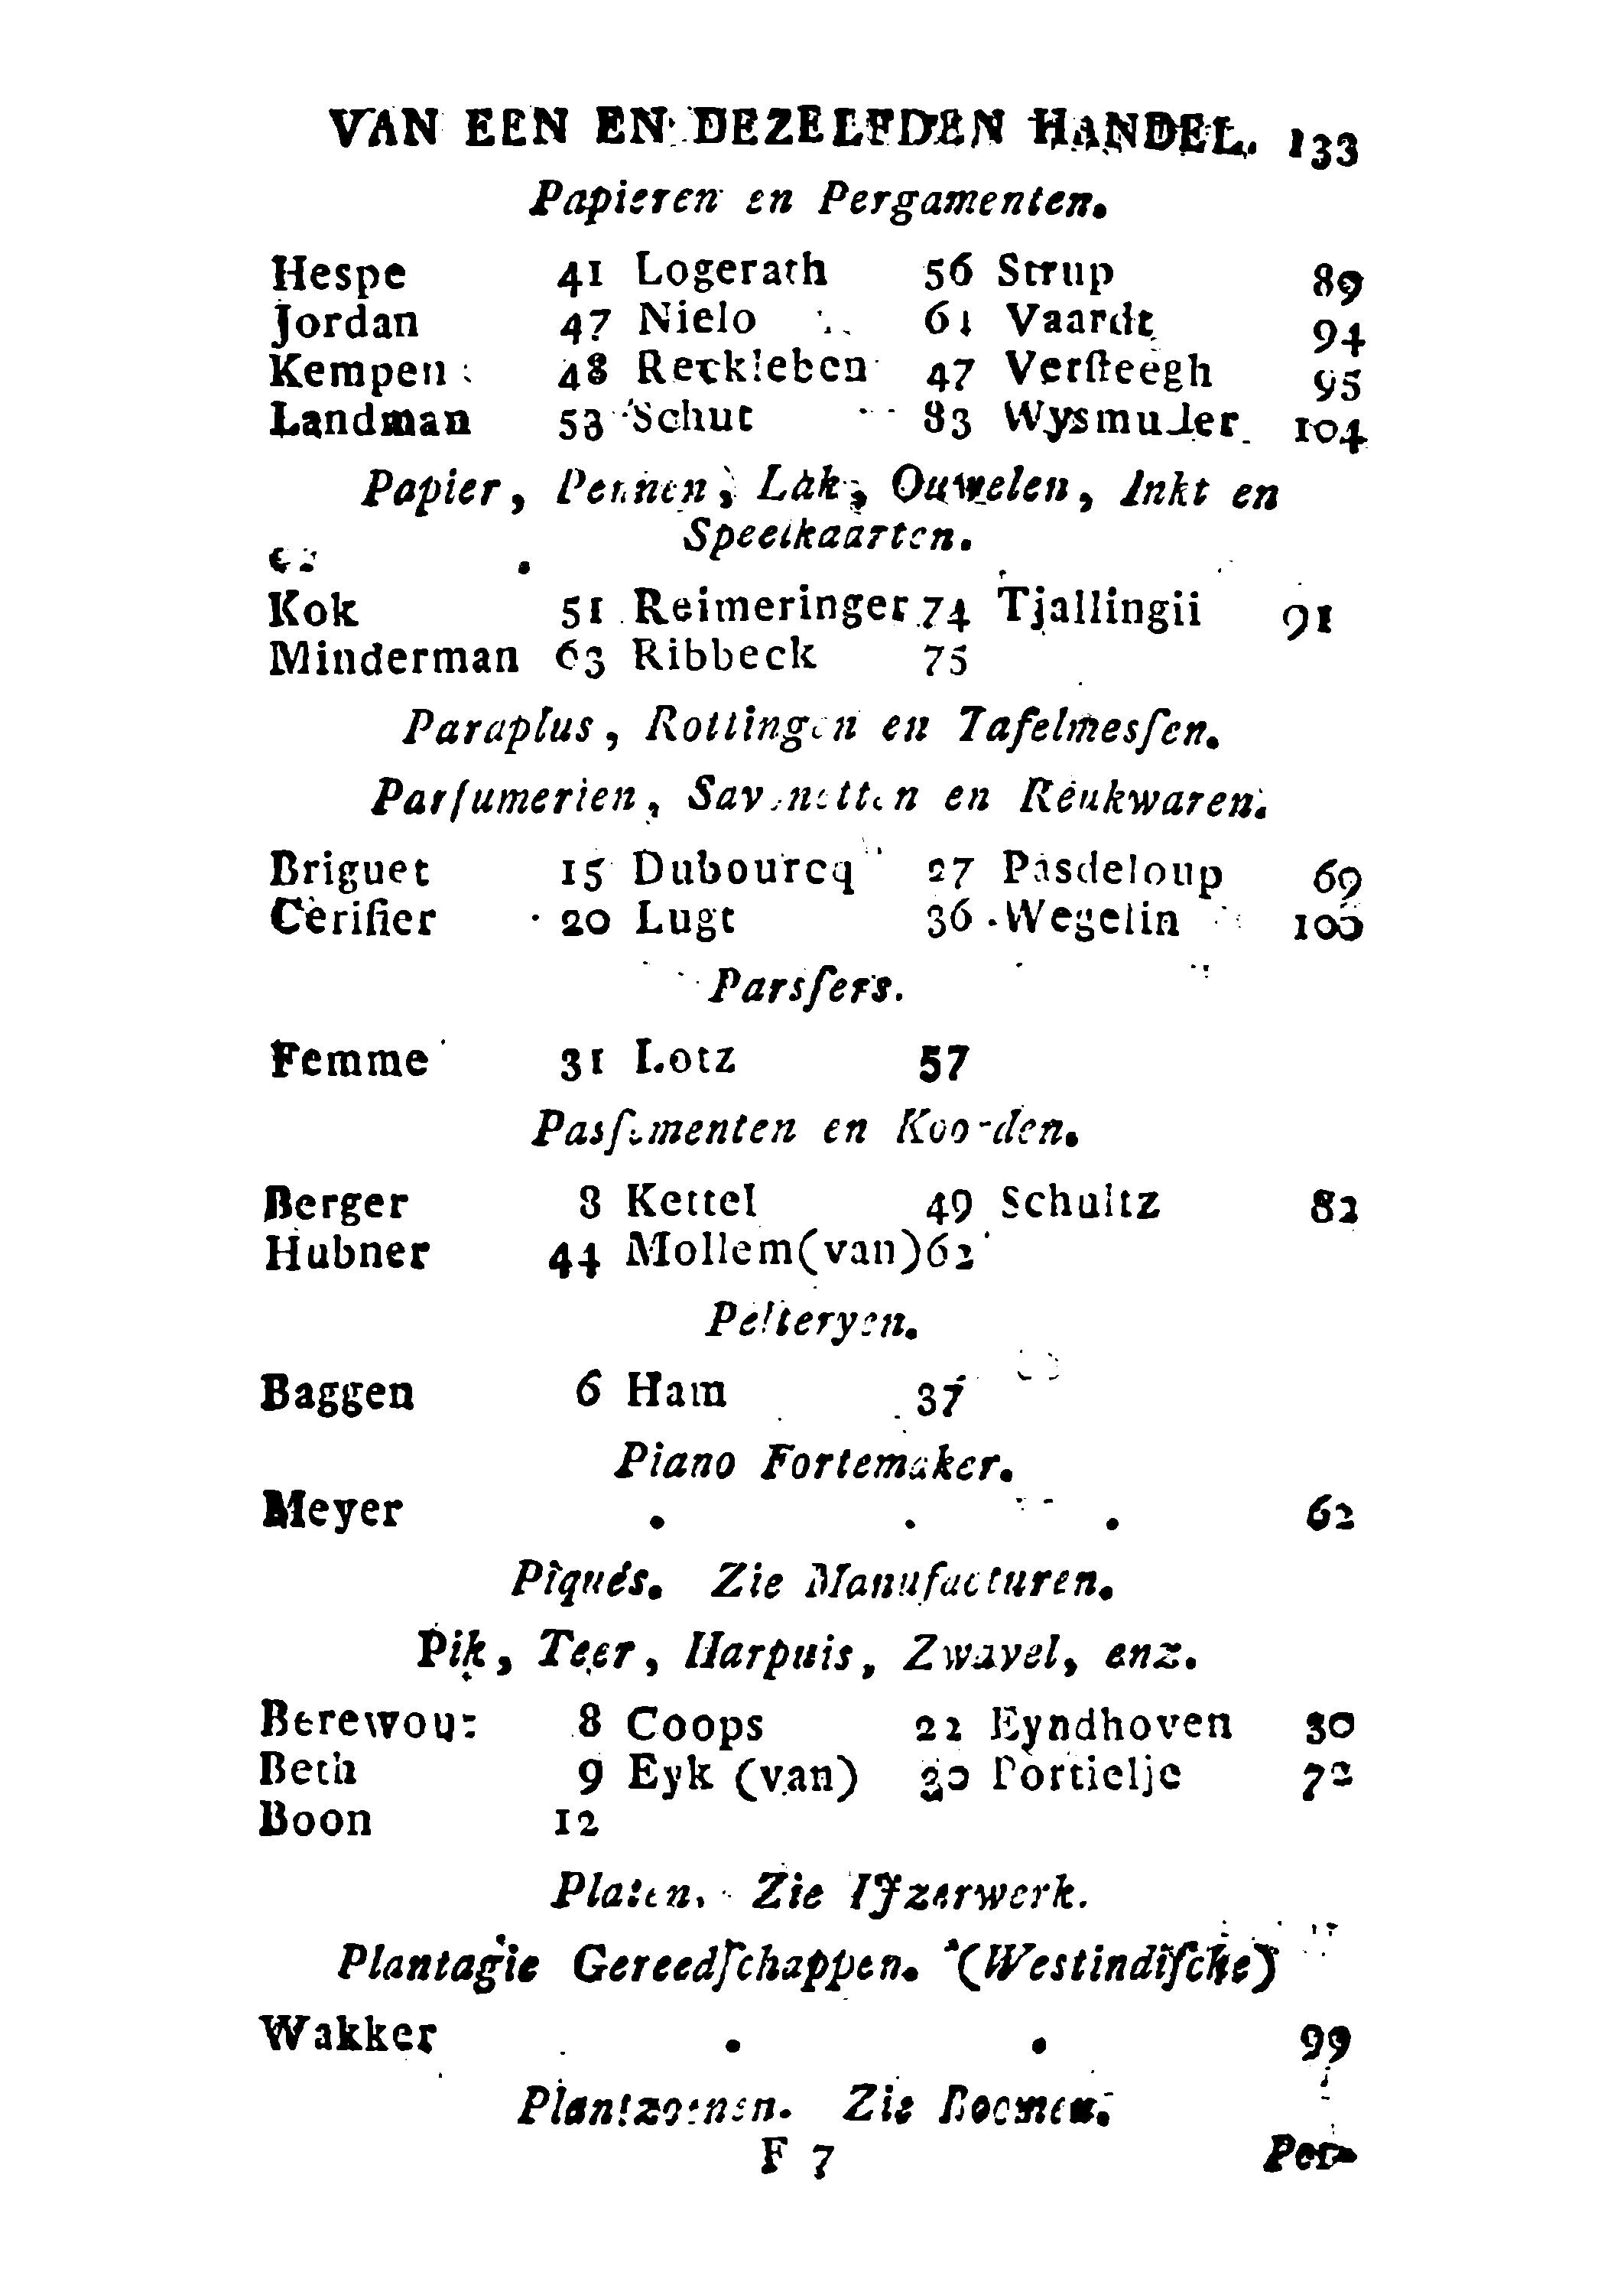 VAN EEN EN DEZELFDEN HANDEL. 133
Papieren en Pergamenten.
Hespe 41 Logerath 56 Strup 89
Jordan 47 Nielo 61 Vaardt 94
Kempen 48 Reckleben 47 Verſteegh 95
Landman 53 Schut 83 Wysmuller 104
Papier, Pennen, Lak, Ouwelen, Inkt en
Speelkaarten.
Kok 51 Reimeringer 74 Tjallingii 91
Minderman 63 Ribbeck 75
Paraplus, Rottingen en Tafelmesſen.
Parfumerien, Savonetten en Reukwaren.
Briguet 15 Dubourcq 27 Pasdeloup 69
Ceriſier 20 Lugt 36 Wegelin 100
Parsſers.
Femme 31 Lotz 57
Pasſementen en Koorden.
Berger 8 Kettel 49 Schultz 82
Hubner 44 Mollem (van) 62
Pelteryen.
Baggen 6 Ham 37
Piano Fortemaker.
Meyer . . . 62
Piqués. Zie Manufacturen.
Pik, Teer, Harpuis, Zwavel, enz.
Berewout 8 Coops 22 Eyndhoven 30
Beth 9 Eyk (van) 30 Portielje 72
Boon 12
Platen. Zie IJzerwerk.
Plantagie Gereedſchappen. (Westindiſche)
Wakker . . 99
Plantzoenen. Zie Boomen.
F 7 Per-